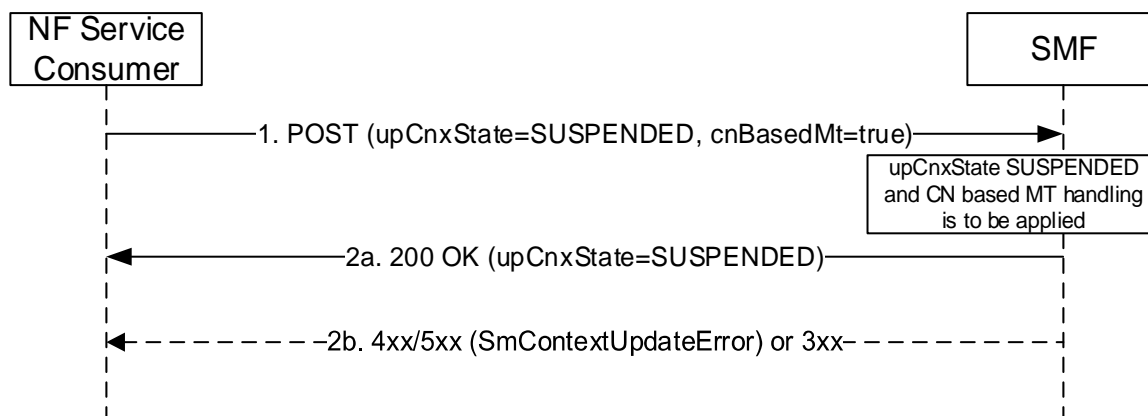 NF Service
Consumer
SMF
1. POST (upCnxState=SUSPENDED, cnBasedMt=true)
upCnxState SUSPENDED
and CN based MT handling
is to be applied
2a. 200 OK (upCnxState=SUSPENDED)
2b. 4xx/5xx (SmContextUpdateError) or 3xx